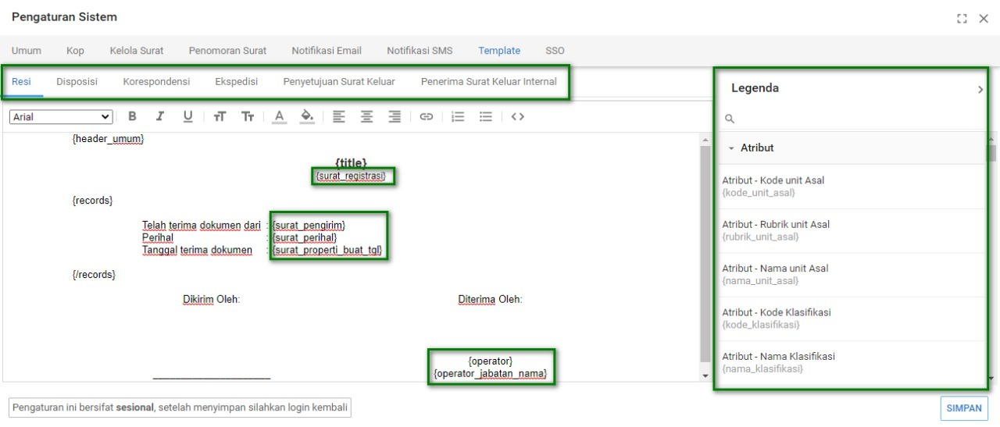 Pengaturan Sistem
Umum Kop Kelola Surat Penomoran Surat Notifikasi Email Notifikasi SMS Template SSO
Resi Disposisi Korespondensi Ekspedisi Penyetujuan Surat Keluar Penerima Surat Keluar Internal
Arial B I U TT Tт A <>
{header_umum}
{title}
{surat_registrasi}
{records}
Telah terima dokumen dari : {surat_pengirim}
Perihal : {surat_perihal}
Tanggal terima dokumen : {surat_properti_buat_tgl}
{/records}
Dikirim Oleh: Diterima Oleh:
{operator}
{operator_jabatan_nama}
Legenda
Atribut
Atribut - Kode unit Asal
{kode_unit_asal}
Atribut - Rubrik unit Asal
{rubrik_unit_asal}
Atribut - Nama unit Asal
{nama_unit_asal}
Atribut - Kode Klasifikasi
{kode_klasifikasi}
Atribut - Nama Klasifikasi
{nama_klasifikasi}
Pengaturan ini bersifat sesional, setelah menyimpan silahkan login kembali
SIMPAN